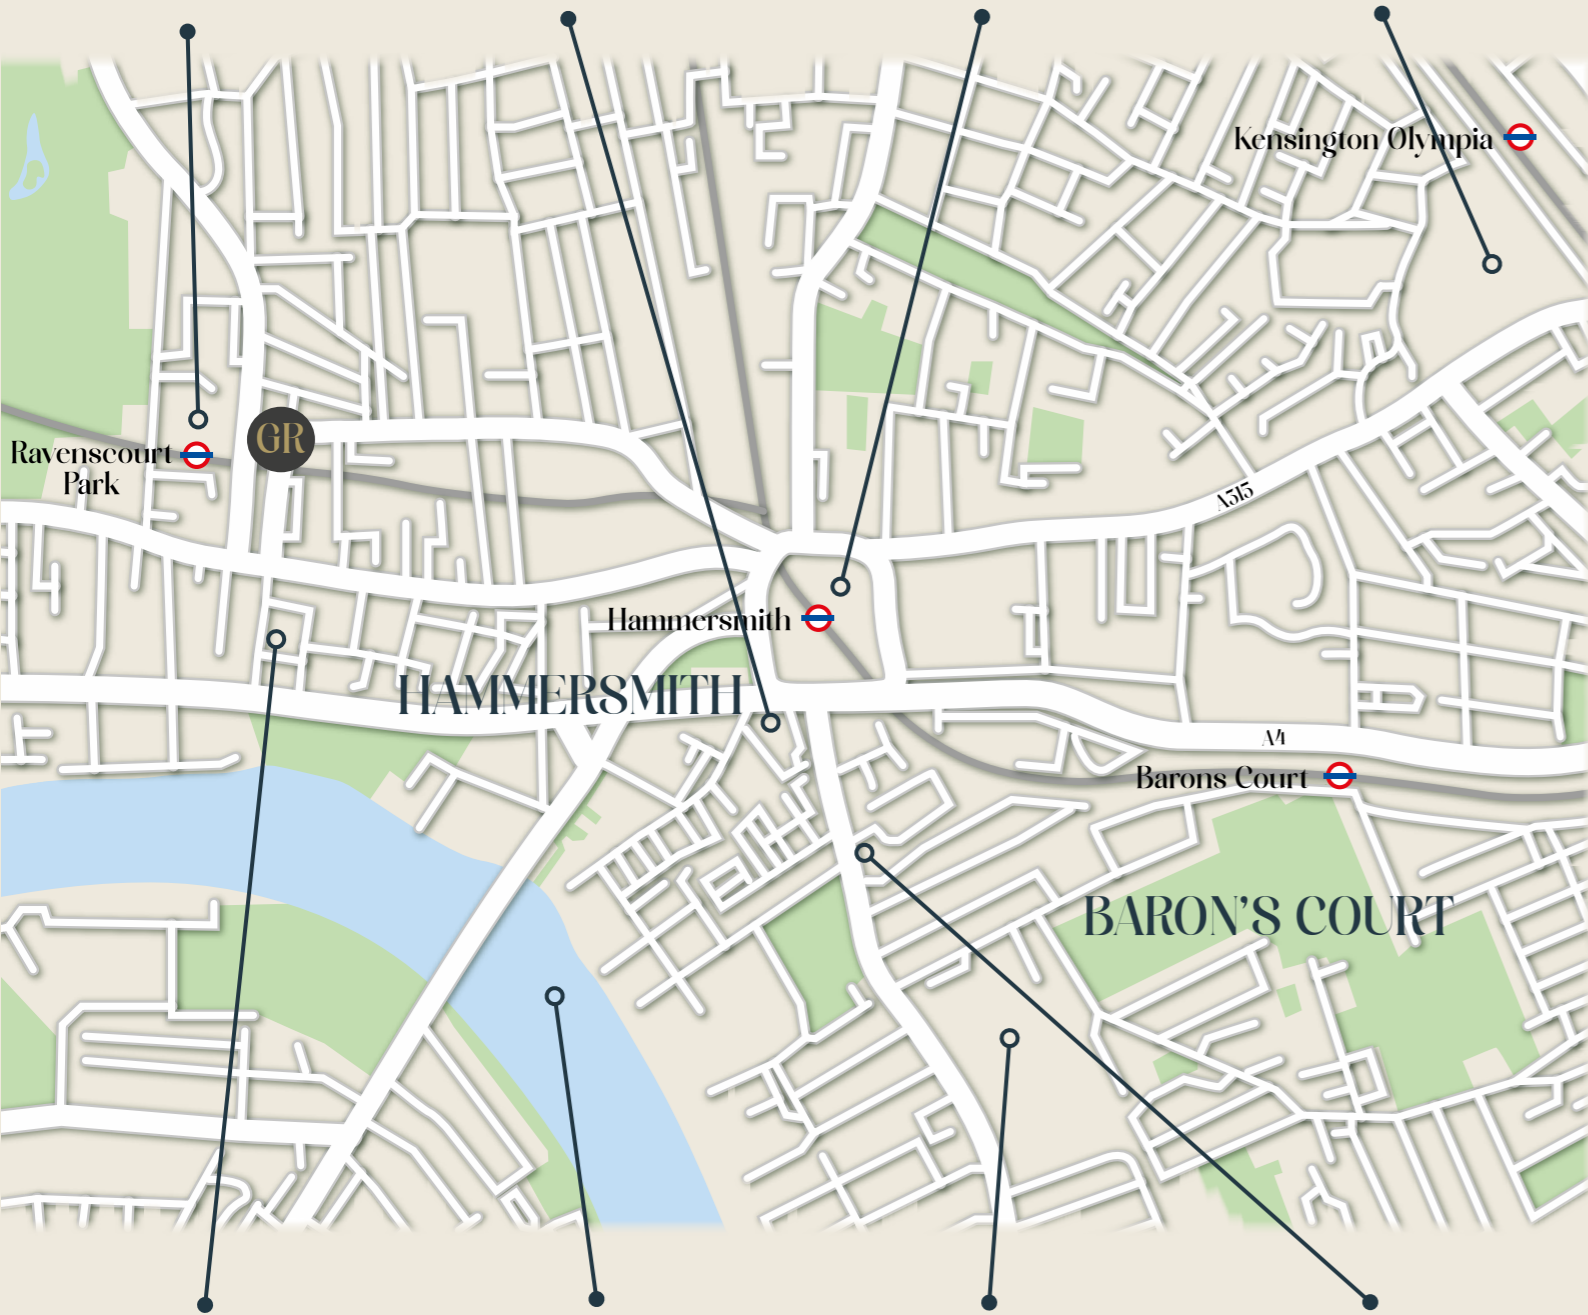 Kensington Olympia
GR
Ravenscourt
Park
A315
Hammersmith
HAMMERSMITH
A4
Barons Court
BARON'S COURT